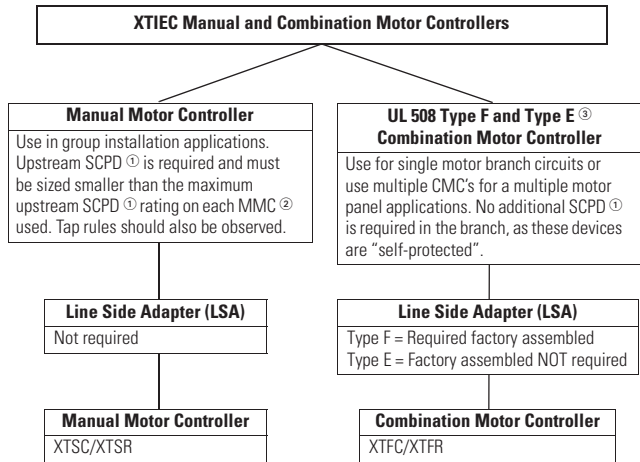 XTIEC Manual and Combination Motor Controllers
Manual Motor Controller
Use in group installation applications.
Upstream SCPD ① is required and must
be sized smaller than the maximum
upstream SCPD ① rating on each MMC ②
used. Tap rules should also be observed.
Line Side Adapter (LSA)
Not required
Manual Motor Controller
XTSC/XTSR
UL 508 Type F and Type E ③
Combination Motor Controller
Use for single motor branch circuits or
use multiple CMC's for a multiple motor
panel applications. No additional SCPD ①
is required in the branch, as these devices
are “self-protected”.
Line Side Adapter (LSA)
Type F = Required factory assembled
Type E = Factory assembled NOT required
Combination Motor Controller
XTFC/XTFR